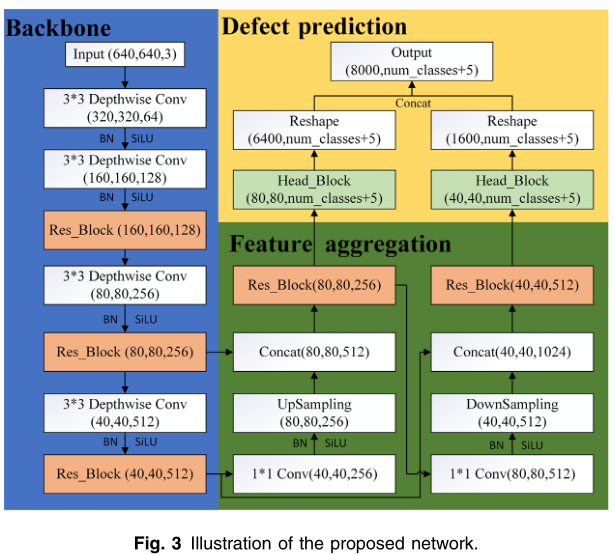 Backbone
Input (640,640,3)
3*3 Depthwise Conv
(320,320,64)
BN SiLU
3*3 Depthwise Conv
(160,160,128)
BN SiLU
Res_Block (160,160,128)
3*3 Depthwise Conv
(80,80,256)
BN SiLU
Res_Block (80,80,256)
3*3 Depthwise Conv
(40,40,512)
BN SiLU
Res_Block (40,40,512)
Defect prediction
Output
(8000,num_classes+5)
Concat
Reshape
(6400,num_classes+5)
Reshape
(1600,num_classes+5)
Head_Block
(80,80,num_classes+5)
Head_Block
(40,40,num_classes+5)
Feature aggregation
Res_Block(80,80,256)
Concat(80,80,512)
UpSampling
(80,80,256)
BN SiLU
1*1 Conv(40,40,256)
Res_Block(40,40,512)
Concat(40,40,1024)
DownSampling
(40,40,512)
BN SiLU
1*1 Conv(80,80,512)
Fig. 3 Illustration of the proposed network.